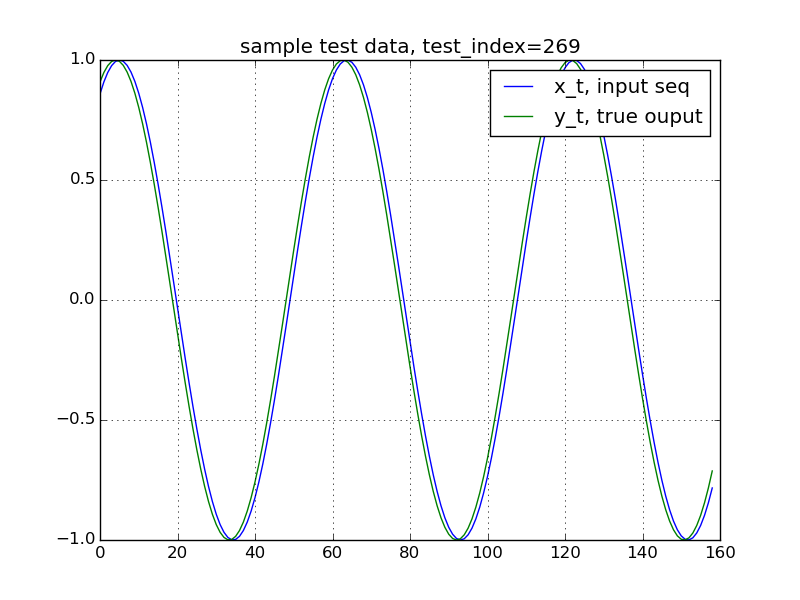 sample test data, test_index=269
x_t, input seq
y_t, true ouput
1.0
0.5
0.0
−0.5
−1.0
0 20 40 60 80 100 120 140 160